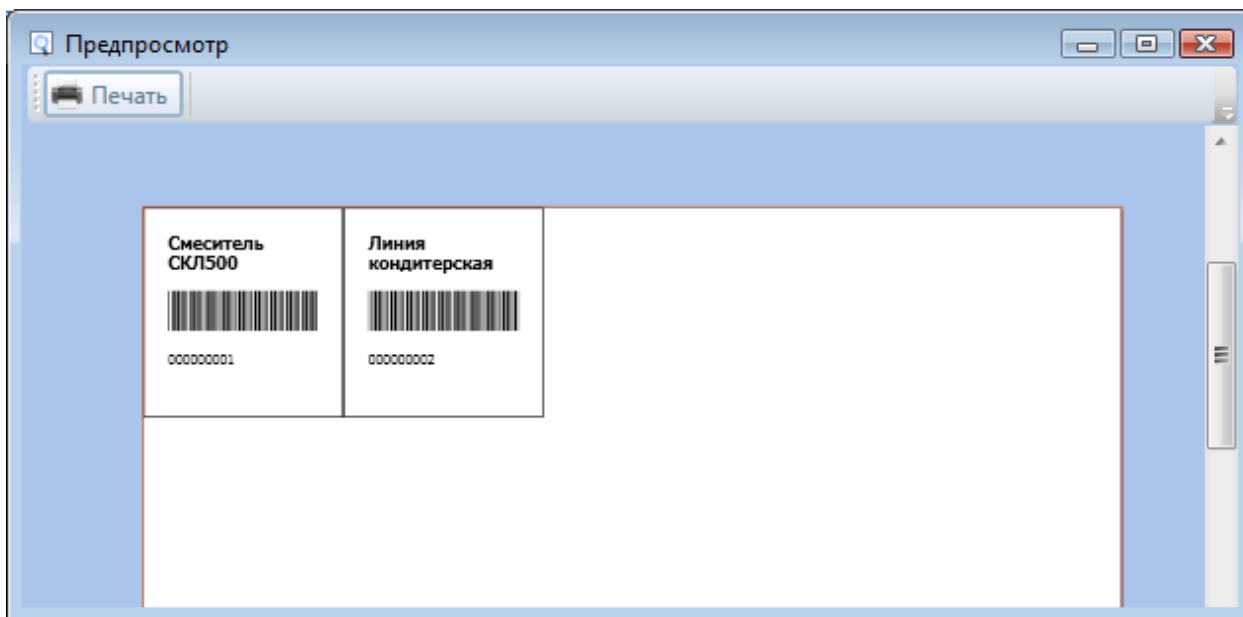 Предпросмотр
Печать
Смеситель
СКЛ500
000000001
Линия
кондитерская
000000002